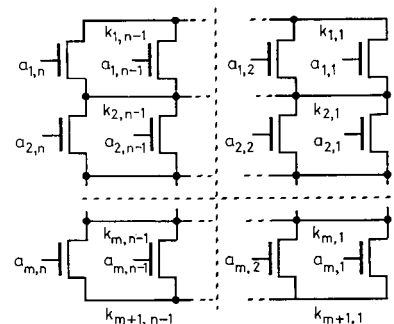 k1,n-1 k1,1
a1,n a1,n-1 a1,2 a1,1
k2,n-1 k2,1
a2,n a2,n-1 a2,2 a2,1
km,n-1 km,1
am,n am,n-1 am,2 am,1
km+1,n-1 km+1,1